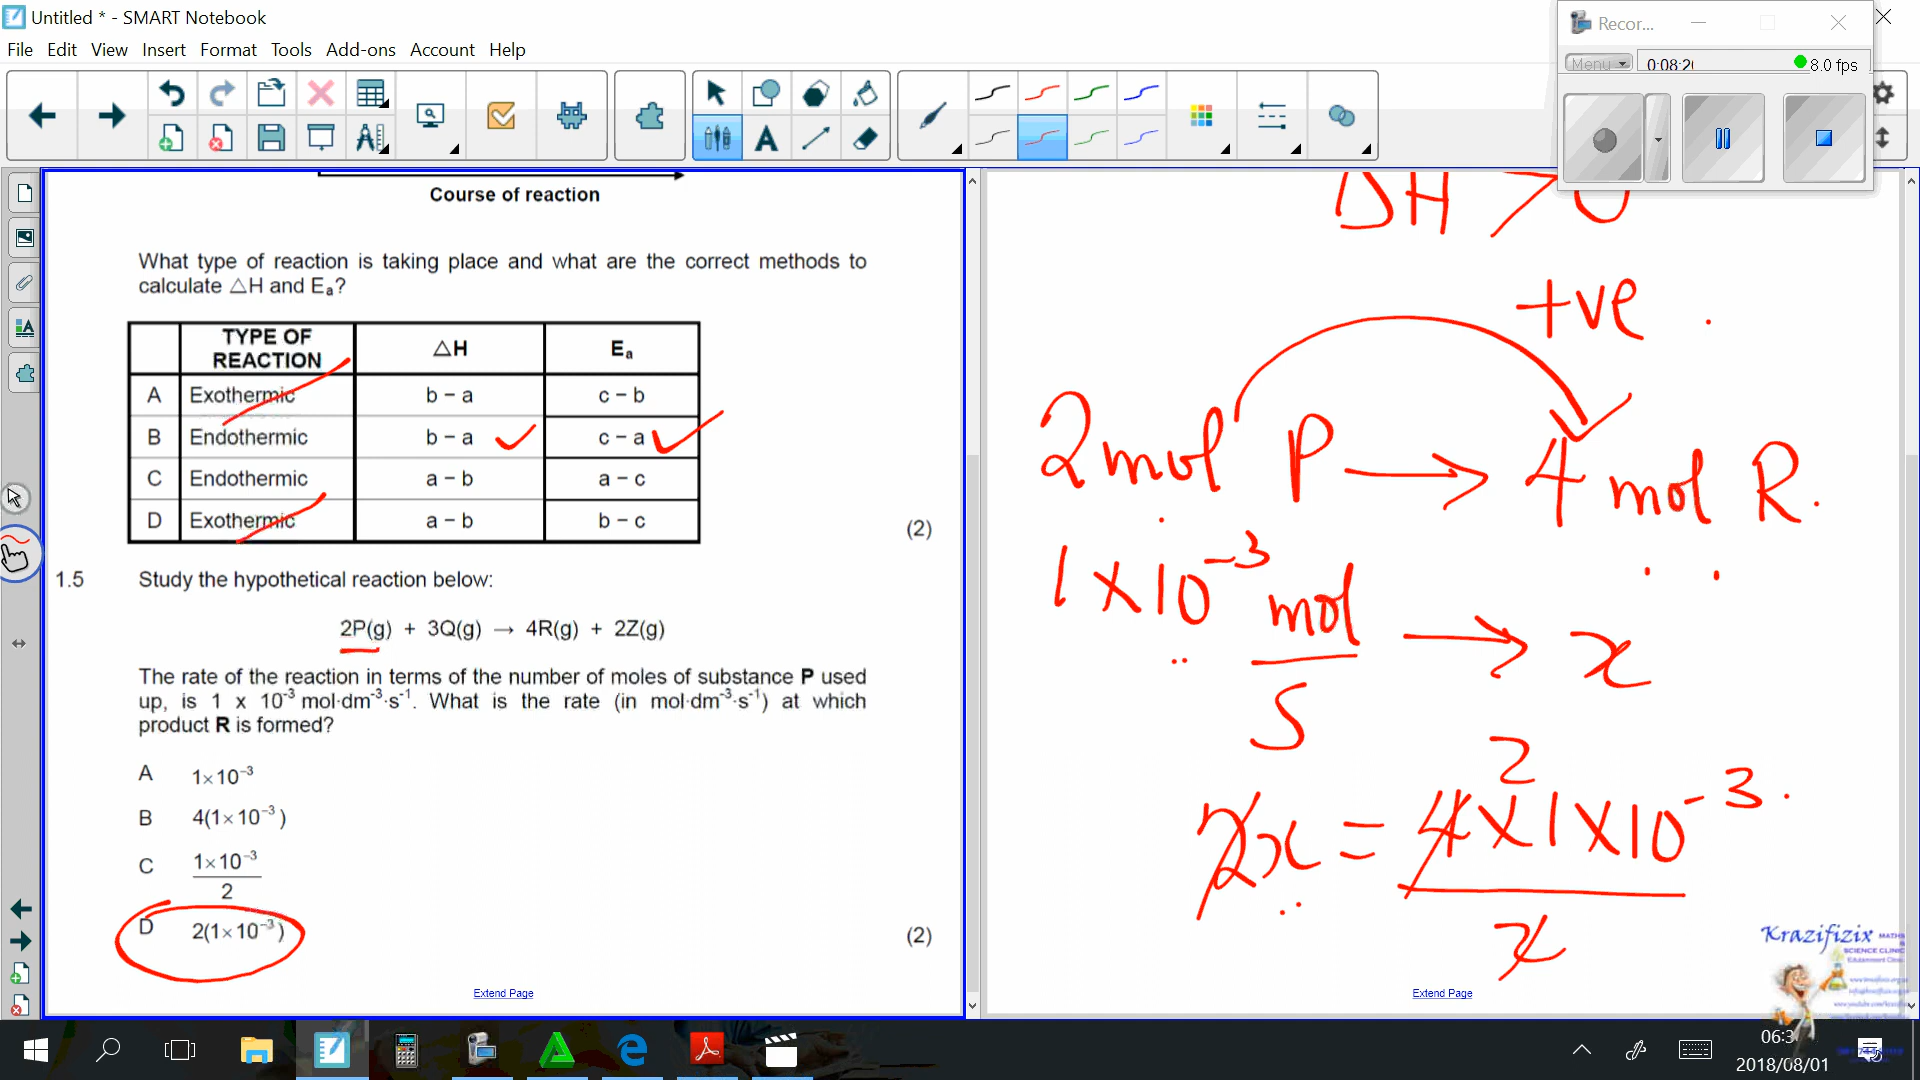 Untitled * - SMART Notebook
File Edit View Insert Format Tools Add-ons Account Help
Recor...
Menu
8.0 fps
Course of reaction
What type of reaction is taking place and what are the correct methods to
calculate △H and Ea?
TYPE OF REACTION △H Ea
A Exothermic b − a c − b
B Endothermic b − a c − a
C Endothermic a − b a − c
D Exothermic a − b b − c
(2)
1.5 Study the hypothetical reaction below:
2P(g) + 3Q(g) → 4R(g) + 2Z(g)
The rate of the reaction in terms of the number of moles of substance P used
up, is 1 x 10⁻³ mol·dm⁻³·s⁻¹. What is the rate (in mol·dm⁻³·s⁻¹) at which
product R is formed?
A 1×10⁻³
B 4(1×10⁻³)
C 1×10⁻³
2
D 2(1×10⁻³)
(2)
Extend Page
ΔH > 0
+ve
2 mol P → 4 mol R.
1 × 10⁻³ mol → x
s
2
2x = 4 × 1 × 10⁻³
2
Krazifizix MATHS
SCIENCE CLINIC
Extend Page
2018/08/01